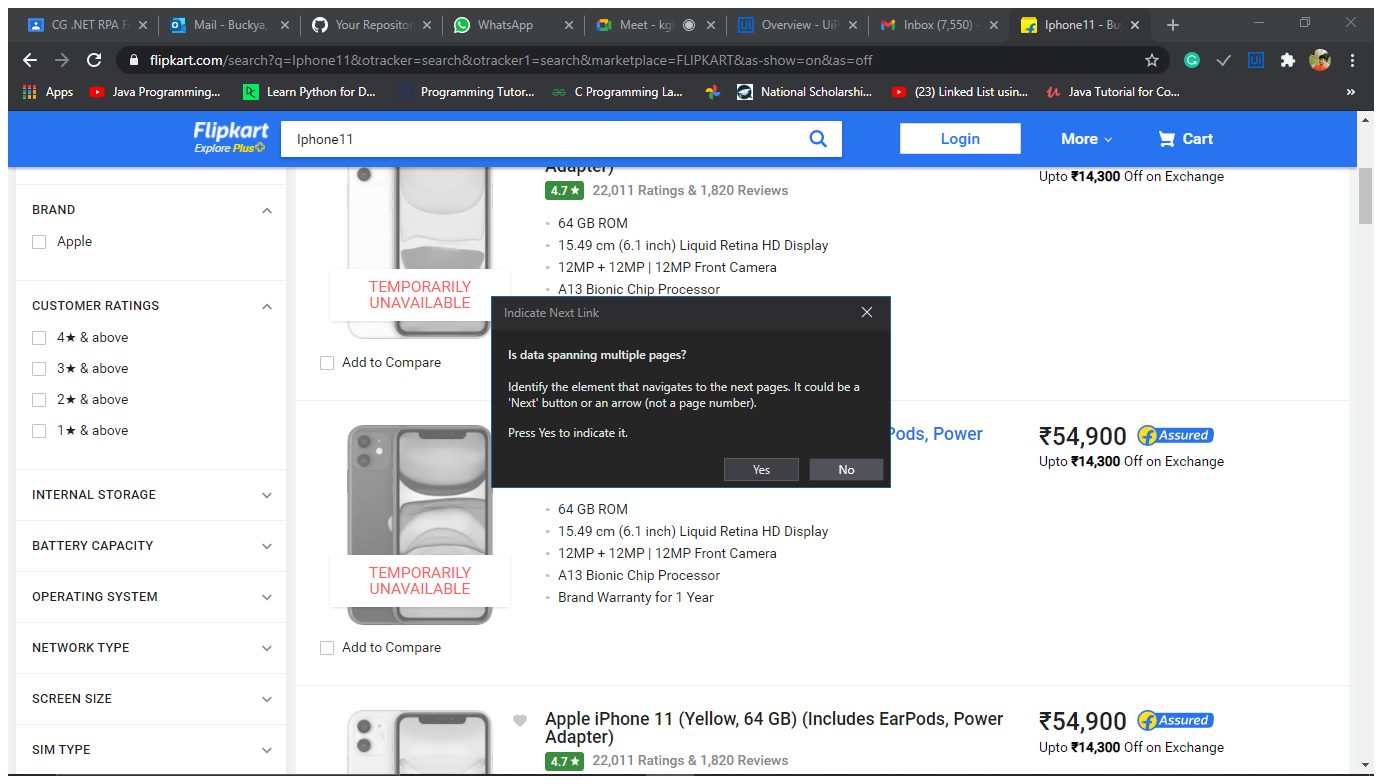 CG .NET RPA F
Mail - Buckya,
Your Repositor
WhatsApp
Meet - kg
Overview - UiP
Inbox (7,550) -
Iphone11 - Bu
flipkart.com/search?q=Iphone11&otracker=search&otracker1=search&marketplace=FLIPKART&as-show=on&as=off
Apps
Java Programming...
Learn Python for D...
Programming Tutor...
C Programming La...
National Scholarshi...
(23) Linked List usin...
Java Tutorial for Co...
»
Flipkart
Explore Plus
Iphone11
Login
More
Cart
BRAND
Apple
CUSTOMER RATINGS
4★ & above
3★ & above
2★ & above
1★ & above
INTERNAL STORAGE
BATTERY CAPACITY
OPERATING SYSTEM
NETWORK TYPE
SCREEN SIZE
SIM TYPE
Adapter)
4.7★ 22,011 Ratings & 1,820 Reviews
64 GB ROM
15.49 cm (6.1 inch) Liquid Retina HD Display
12MP + 12MP | 12MP Front Camera
A13 Bionic Chip Processor
TEMPORARILY
UNAVAILABLE
Add to Compare
Upto ₹14,300 Off on Exchange
Indicate Next Link
Is data spanning multiple pages?
Identify the element that navigates to the next pages. It could be a
'Next' button or an arrow (not a page number).
Press Yes to indicate it.
Yes
No
Pods, Power
₹54,900
Assured
Upto ₹14,300 Off on Exchange
64 GB ROM
15.49 cm (6.1 inch) Liquid Retina HD Display
12MP + 12MP | 12MP Front Camera
A13 Bionic Chip Processor
Brand Warranty for 1 Year
TEMPORARILY
UNAVAILABLE
Add to Compare
Apple iPhone 11 (Yellow, 64 GB) (Includes EarPods, Power
Adapter)
4.7★ 22,011 Ratings & 1,820 Reviews
₹54,900
Assured
Upto ₹14,300 Off on Exchange